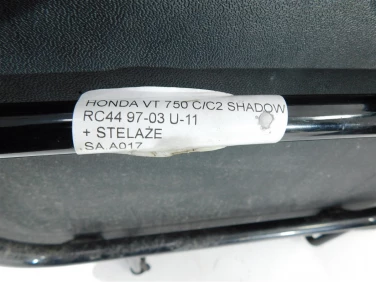 HONDA VT 750 C/C2 SHADOW
RC44 97-03 U-11
+ STELAŻE
SA A017